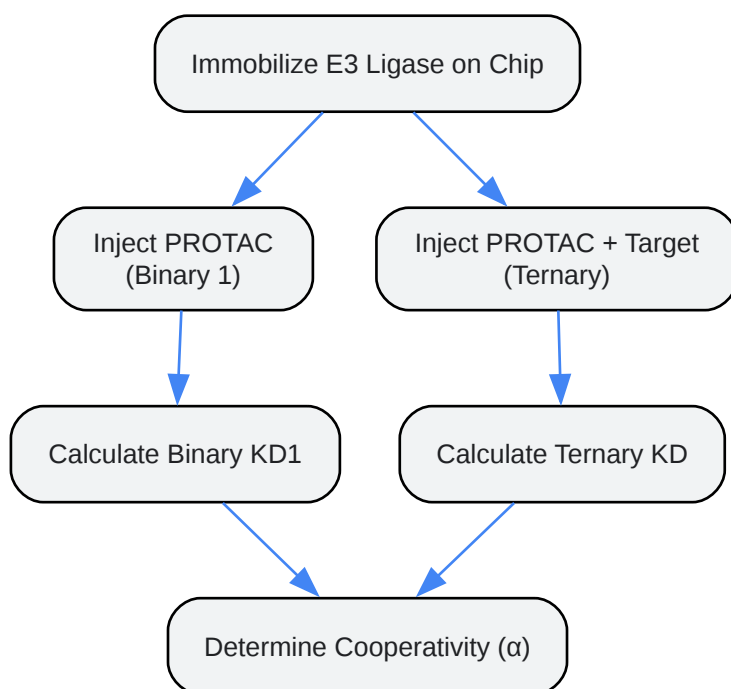 Immobilize E3 Ligase on Chip
Inject PROTAC
(Binary 1)
Inject PROTAC + Target
(Ternary)
Calculate Binary KD1
Calculate Ternary KD
Determine Cooperativity (α)